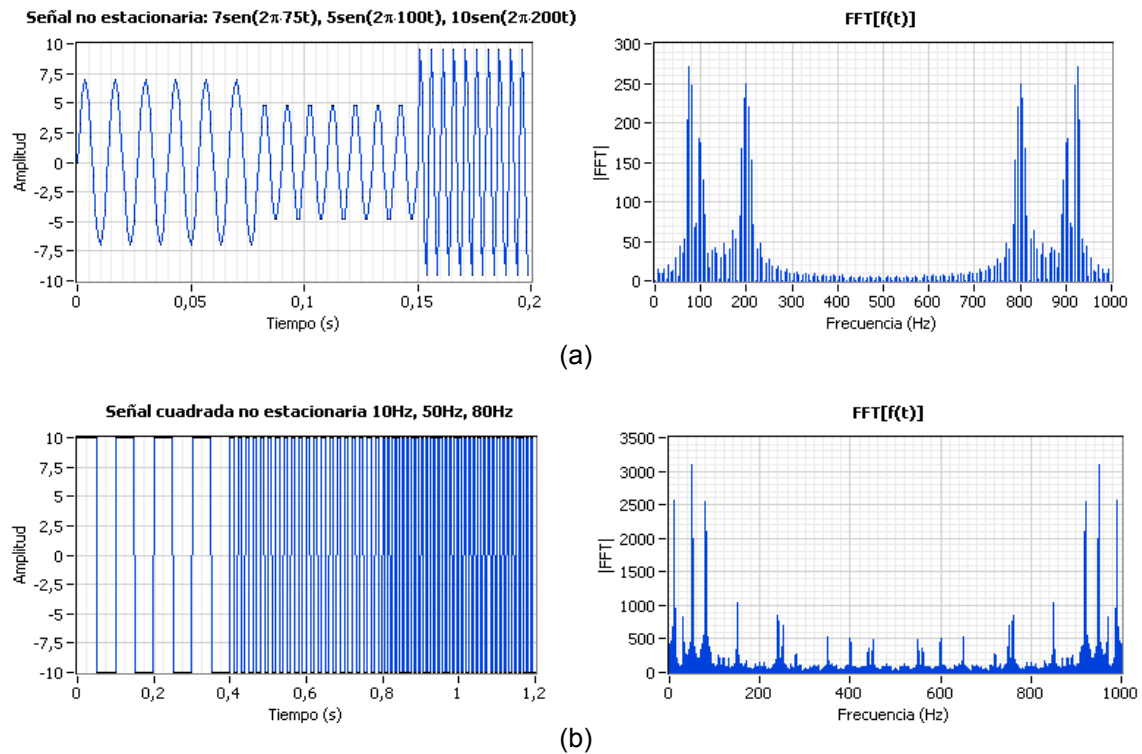 Señal no estacionaria: 7sen(2π·75t), 5sen(2π·100t), 10sen(2π·200t)
Amplitud
10
7,5
5
2,5
0
-2,5
-5
-7,5
-10
0 0,05 0,1 0,15 0,2
Tiempo (s)
FFT[f(t)]
|FFT|
300
250
200
150
100
50
0
0 100 200 300 400 500 600 700 800 900 1000
Frecuencia (Hz)
(a)
Señal cuadrada no estacionaria 10Hz, 50Hz, 80Hz
Amplitud
10
7,5
5
2,5
0
-2,5
-5
-7,5
-10
0 0,2 0,4 0,6 0,8 1 1,2
Tiempo (s)
FFT[f(t)]
|FFT|
3500
3000
2500
2000
1500
1000
500
0
0 200 400 600 800 1000
Frecuencia (Hz)
(b)